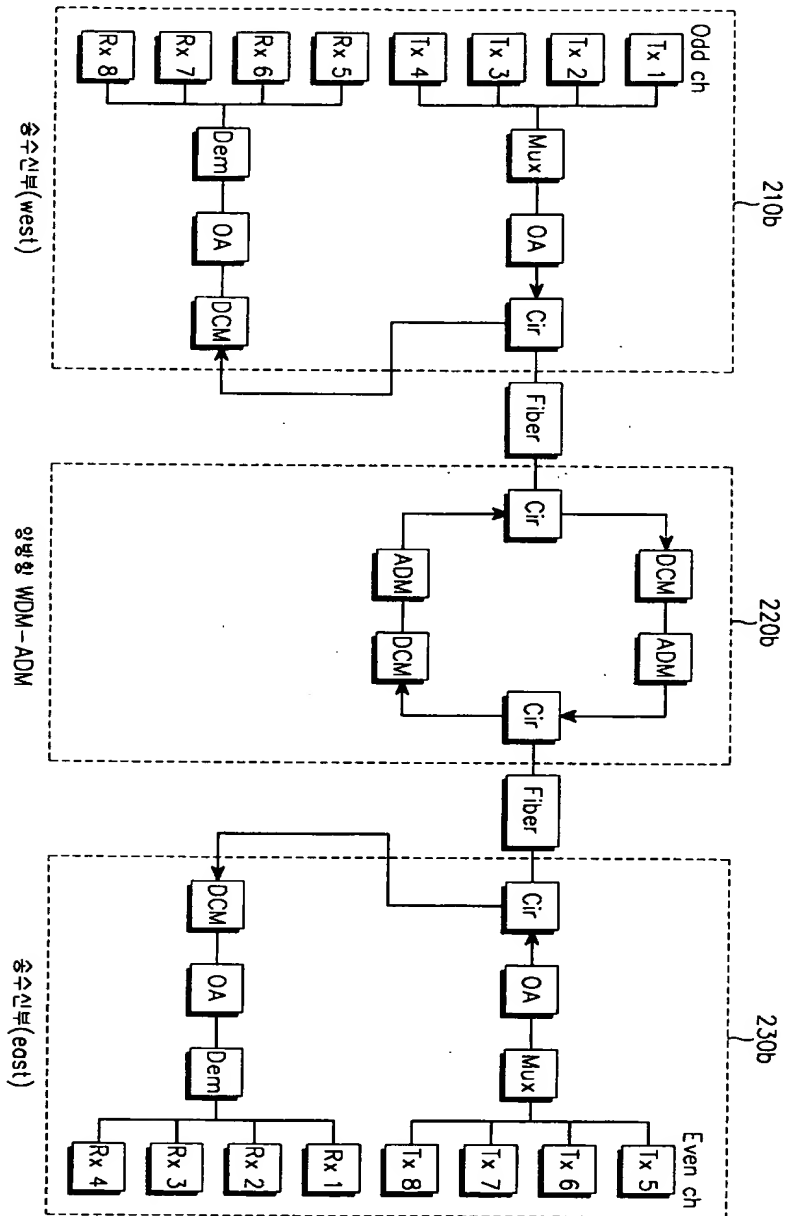 210b
220b
230b
Odd ch
Even ch
Tx 1
Tx 2
Tx 3
Tx 4
Mux
OA
Cir
Rx 5
Rx 6
Rx 7
Rx 8
Dem
OA
DCM
Fiber
Cir
DCM
ADM
ADM
DCM
Cir
Fiber
Cir
OA
Mux
Tx 5
Tx 6
Tx 7
Tx 8
DCM
OA
Dem
Rx 1
Rx 2
Rx 3
Rx 4
송수신부(west)
양방향 WDM-ADM
송수신부(east)